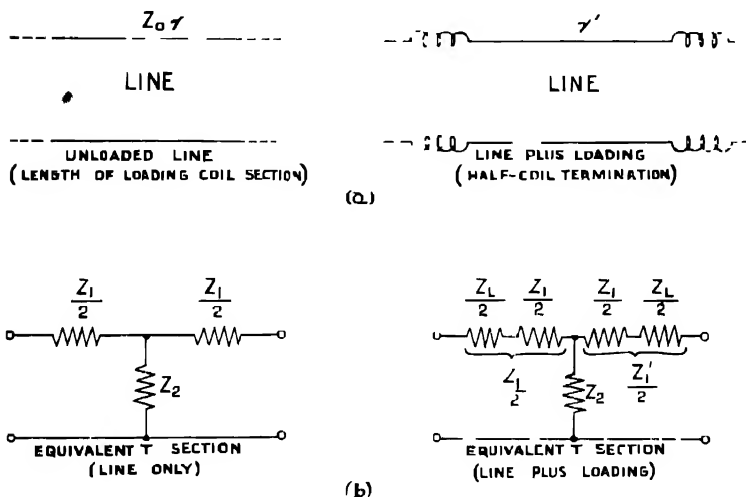 Z₀ γ
LINE
UNLOADED LINE
(LENGTH OF LOADING COIL SECTION)
γ'
LINE
LINE PLUS LOADING
(HALF-COIL TERMINATION)
(a)
Z₁/2 Z₁/2
Z₂
EQUIVALENT T SECTION
(LINE ONLY)
Z_L/2 Z₁/2 Z₁/2 Z_L/2
Z₁/2 Z₁'/2
Z₂
EQUIVALENT T SECTION
(LINE PLUS LOADING)
(b)